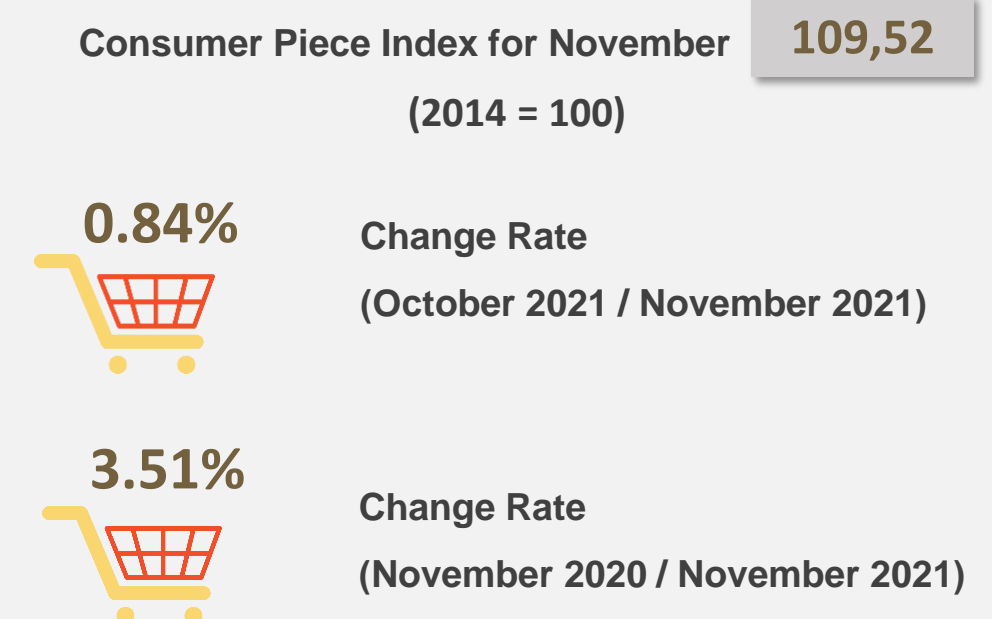 Consumer Piece Index for November
109,52
(2014 = 100)
0.84%
Change Rate
(October 2021 / November 2021)
3.51%
Change Rate
(November 2020 / November 2021)